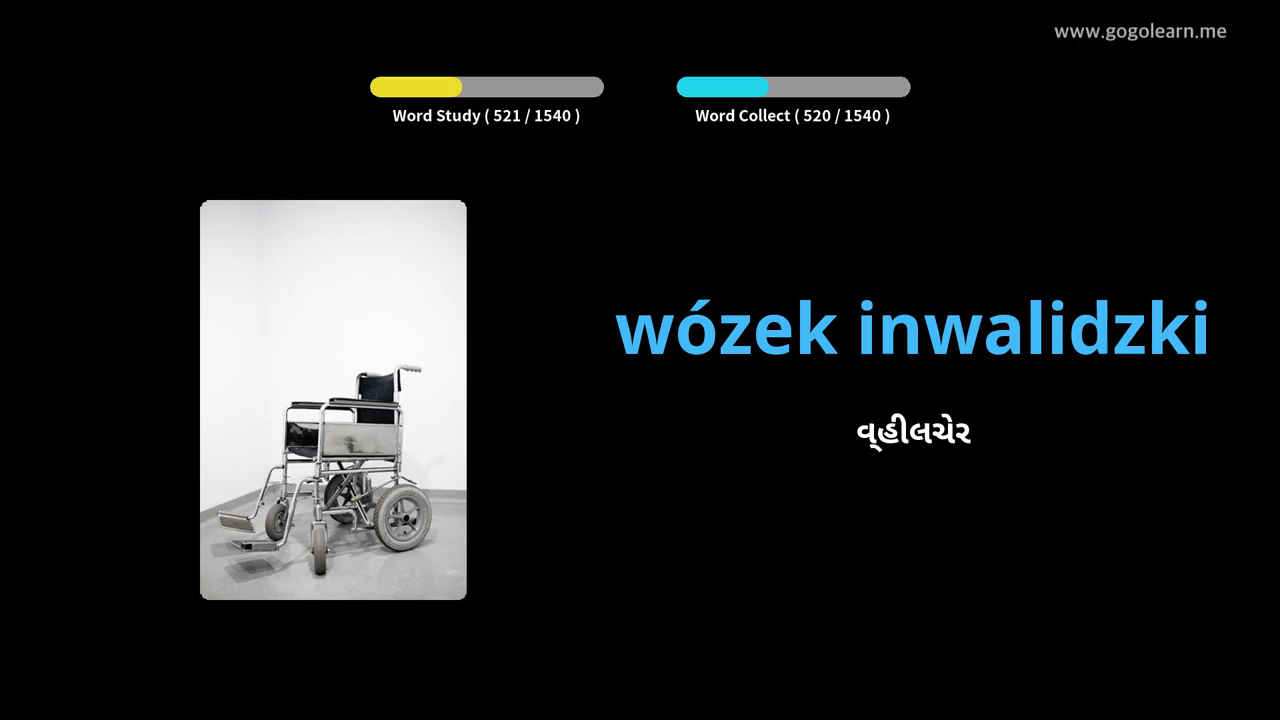 www.gogolearn.me
Word Study ( 521 / 1540 )
Word Collect ( 520 / 1540 )
wózek inwalidzki
વ્હીલચેર